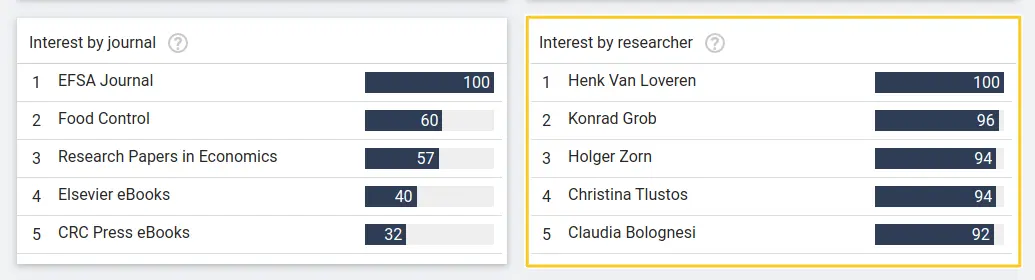 Interest by journal ?
1 EFSA Journal 100
2 Food Control 60
3 Research Papers in Economics 57
4 Elsevier eBooks 40
5 CRC Press eBooks 32
Interest by researcher ?
1 Henk Van Loveren 100
2 Konrad Grob 96
3 Holger Zorn 94
4 Christina Tlustos 94
5 Claudia Bolognesi 92